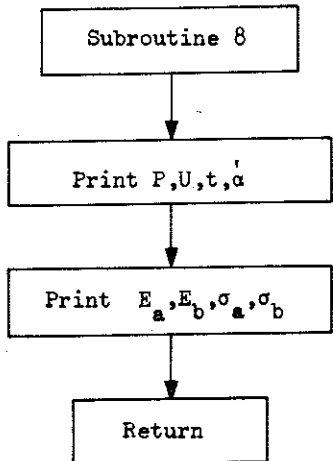 Subroutine 8
Print P,U,t,α̇
Print E_a,E_b,σ_a,σ_b
Return